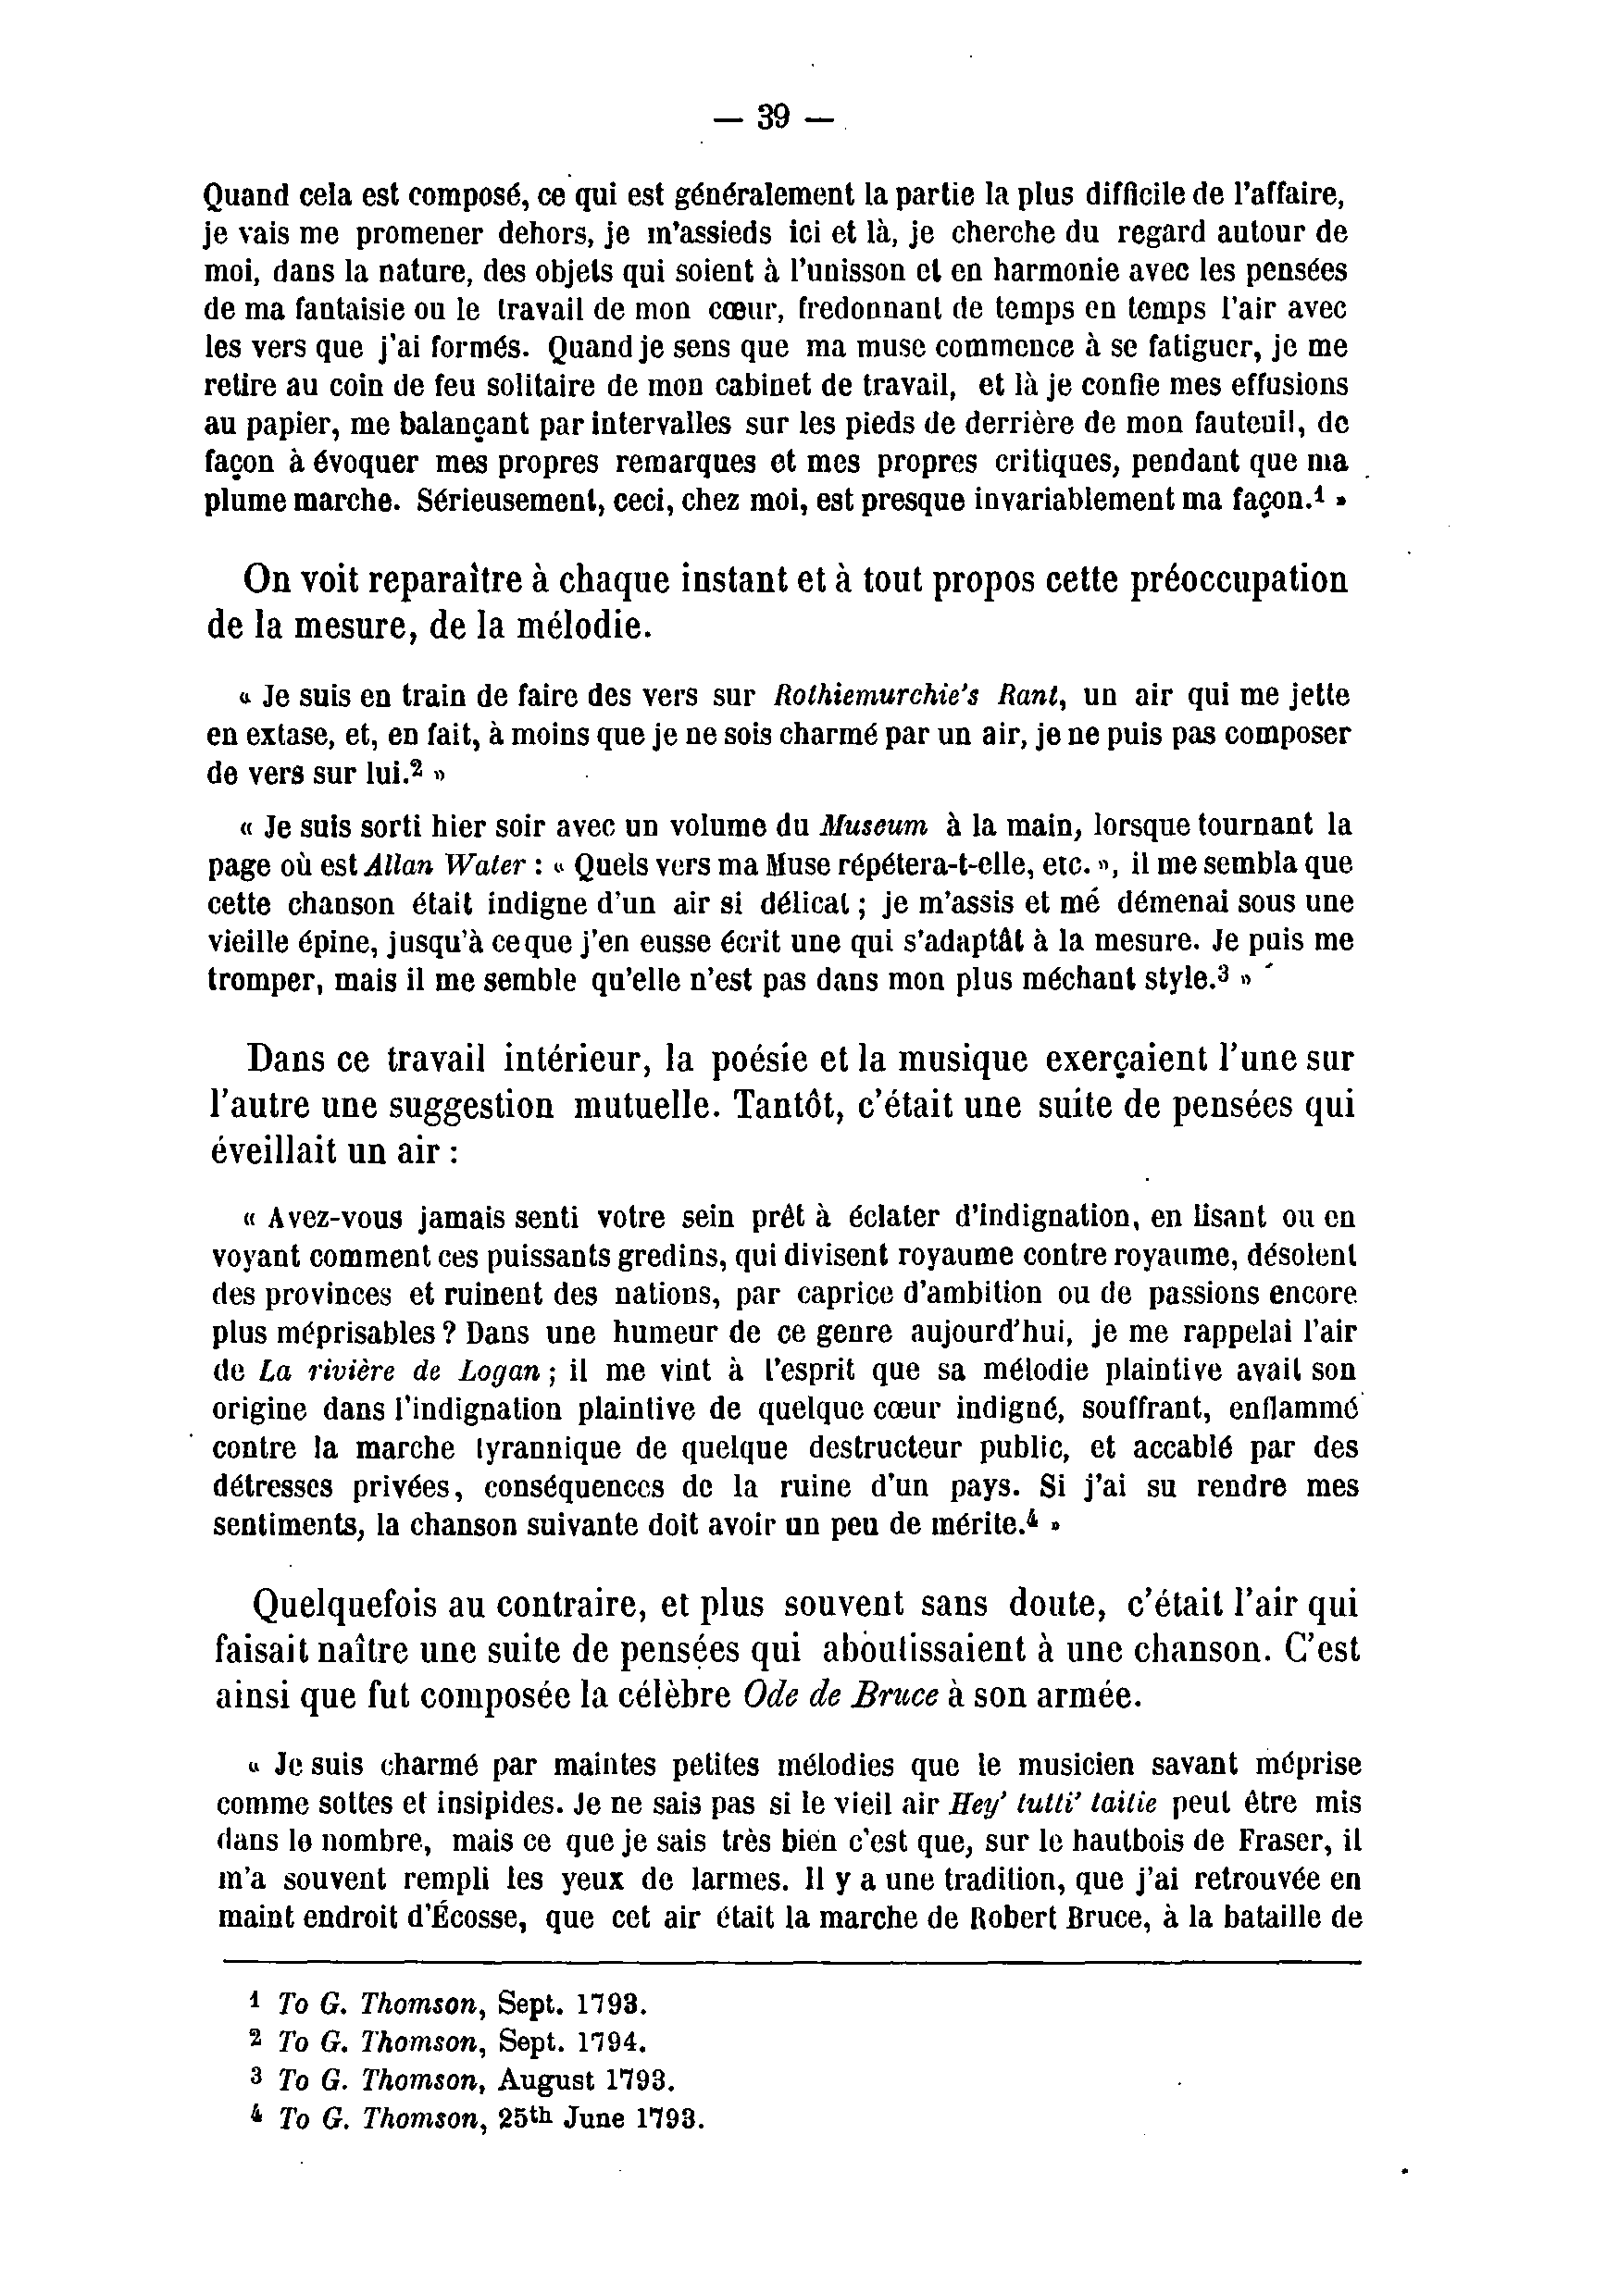 — 39 —
Quand cela est composé, ce qui est généralement la partie la plus difficile de l'affaire,
je vais me promener dehors, je m'assieds ici et là, je cherche du regard autour de
moi, dans la nature, des objets qui soient à l'unisson et en harmonie avec les pensées
de ma fantaisie ou le travail de mon cœur, fredonnant de temps en temps l'air avec
les vers que j'ai formés. Quand je sens que ma muse commence à se fatiguer, je me
retire au coin de feu solitaire de mon cabinet de travail, et là je confie mes effusions
au papier, me balançant par intervalles sur les pieds de derrière de mon fauteuil, de
façon à évoquer mes propres remarques et mes propres critiques, pendant que ma
plume marche. Sérieusement, ceci, chez moi, est presque invariablement ma façon.¹ »
On voit reparaître à chaque instant et à tout propos cette préoccupation
de la mesure, de la mélodie.
« Je suis en train de faire des vers sur Rothiemurchie's Rant, un air qui me jette
en extase, et, en fait, à moins que je ne sois charmé par un air, je ne puis pas composer
de vers sur lui.² »
« Je suis sorti hier soir avec un volume du Museum à la main, lorsque tournant la
page où est Allan Water : « Quels vers ma Muse répétera-t-elle, etc. », il me sembla que
cette chanson était indigne d'un air si délicat ; je m'assis et mé démenai sous une
vieille épine, jusqu'à ce que j'en eusse écrit une qui s'adaptât à la mesure. Je puis me
tromper, mais il me semble qu'elle n'est pas dans mon plus méchant style.³ »
Dans ce travail intérieur, la poésie et la musique exerçaient l'une sur
l'autre une suggestion mutuelle. Tantôt, c'était une suite de pensées qui
éveillait un air :
« Avez-vous jamais senti votre sein prêt à éclater d'indignation, en lisant ou en
voyant comment ces puissants gredins, qui divisent royaume contre royaume, désolent
des provinces et ruinent des nations, par caprice d'ambition ou de passions encore
plus méprisables ? Dans une humeur de ce genre aujourd'hui, je me rappelai l'air
de La rivière de Logan ; il me vint à l'esprit que sa mélodie plaintive avait son
origine dans l'indignation plaintive de quelque cœur indigné, souffrant, enflammé
contre la marche tyrannique de quelque destructeur public, et accablé par des
détresses privées, conséquences de la ruine d'un pays. Si j'ai su rendre mes
sentiments, la chanson suivante doit avoir un peu de mérite.⁴ »
Quelquefois au contraire, et plus souvent sans doute, c'était l'air qui
faisait naître une suite de pensées qui aboutissaient à une chanson. C'est
ainsi que fut composée la célèbre Ode de Bruce à son armée.
« Je suis charmé par maintes petites mélodies que le musicien savant méprise
comme sottes et insipides. Je ne sais pas si le vieil air Hey' tutti' taitie peut être mis
dans le nombre, mais ce que je sais très bien c'est que, sur le hautbois de Fraser, il
m'a souvent rempli les yeux de larmes. Il y a une tradition, que j'ai retrouvée en
maint endroit d'Écosse, que cet air était la marche de Robert Bruce, à la bataille de
¹ To G. Thomson, Sept. 1793.
² To G. Thomson, Sept. 1794.
³ To G. Thomson, August 1793.
⁴ To G. Thomson, 25th June 1793.